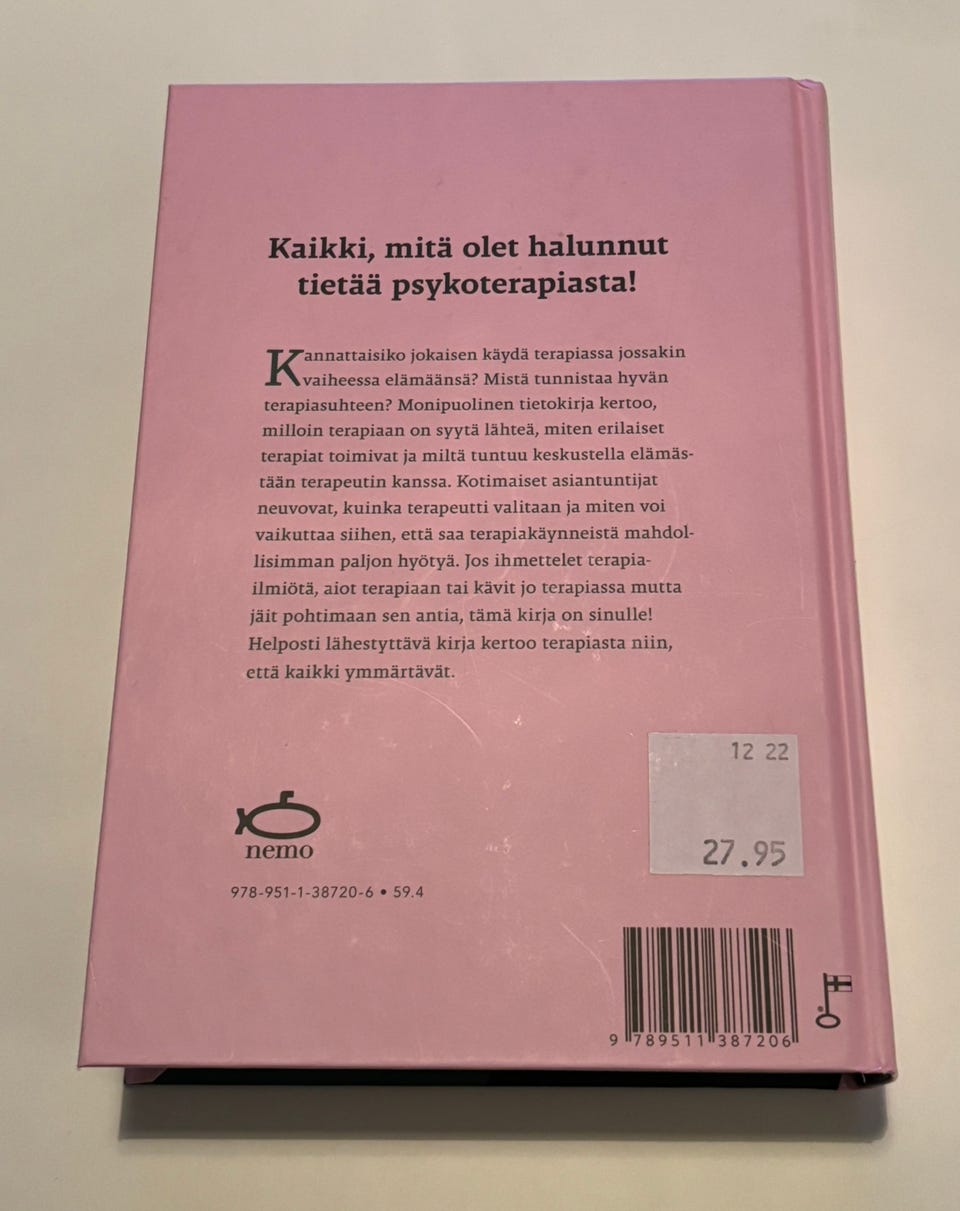 Kaikki, mitä olet halunnut
tietää psykoterapiasta!
Kannattaisiko jokaisen käydä terapiassa jossakin
vaiheessa elämäänsä? Mistä tunnistaa hyvän
terapiasuhteen? Monipuolinen tietokirja kertoo,
milloin terapiaan on syytä lähteä, miten erilaiset
terapiat toimivat ja miltä tuntuu keskustella elämäs-
tään terapeutin kanssa. Kotimaiset asiantuntijat
neuvovat, kuinka terapeutti valitaan ja miten voi
vaikuttaa siihen, että saa terapiakäynneistä mahdol-
lisimman paljon hyötyä. Jos ihmettelet terapia-
ilmiötä, aiot terapiaan tai kävit jo terapiassa mutta
jäit pohtimaan sen antia, tämä kirja on sinulle!
Helposti lähestyttävä kirja kertoo terapiasta niin,
että kaikki ymmärtävät.
12 22
27.95
nemo
978-951-1-38720-6 • 59.4
9 789511 387206